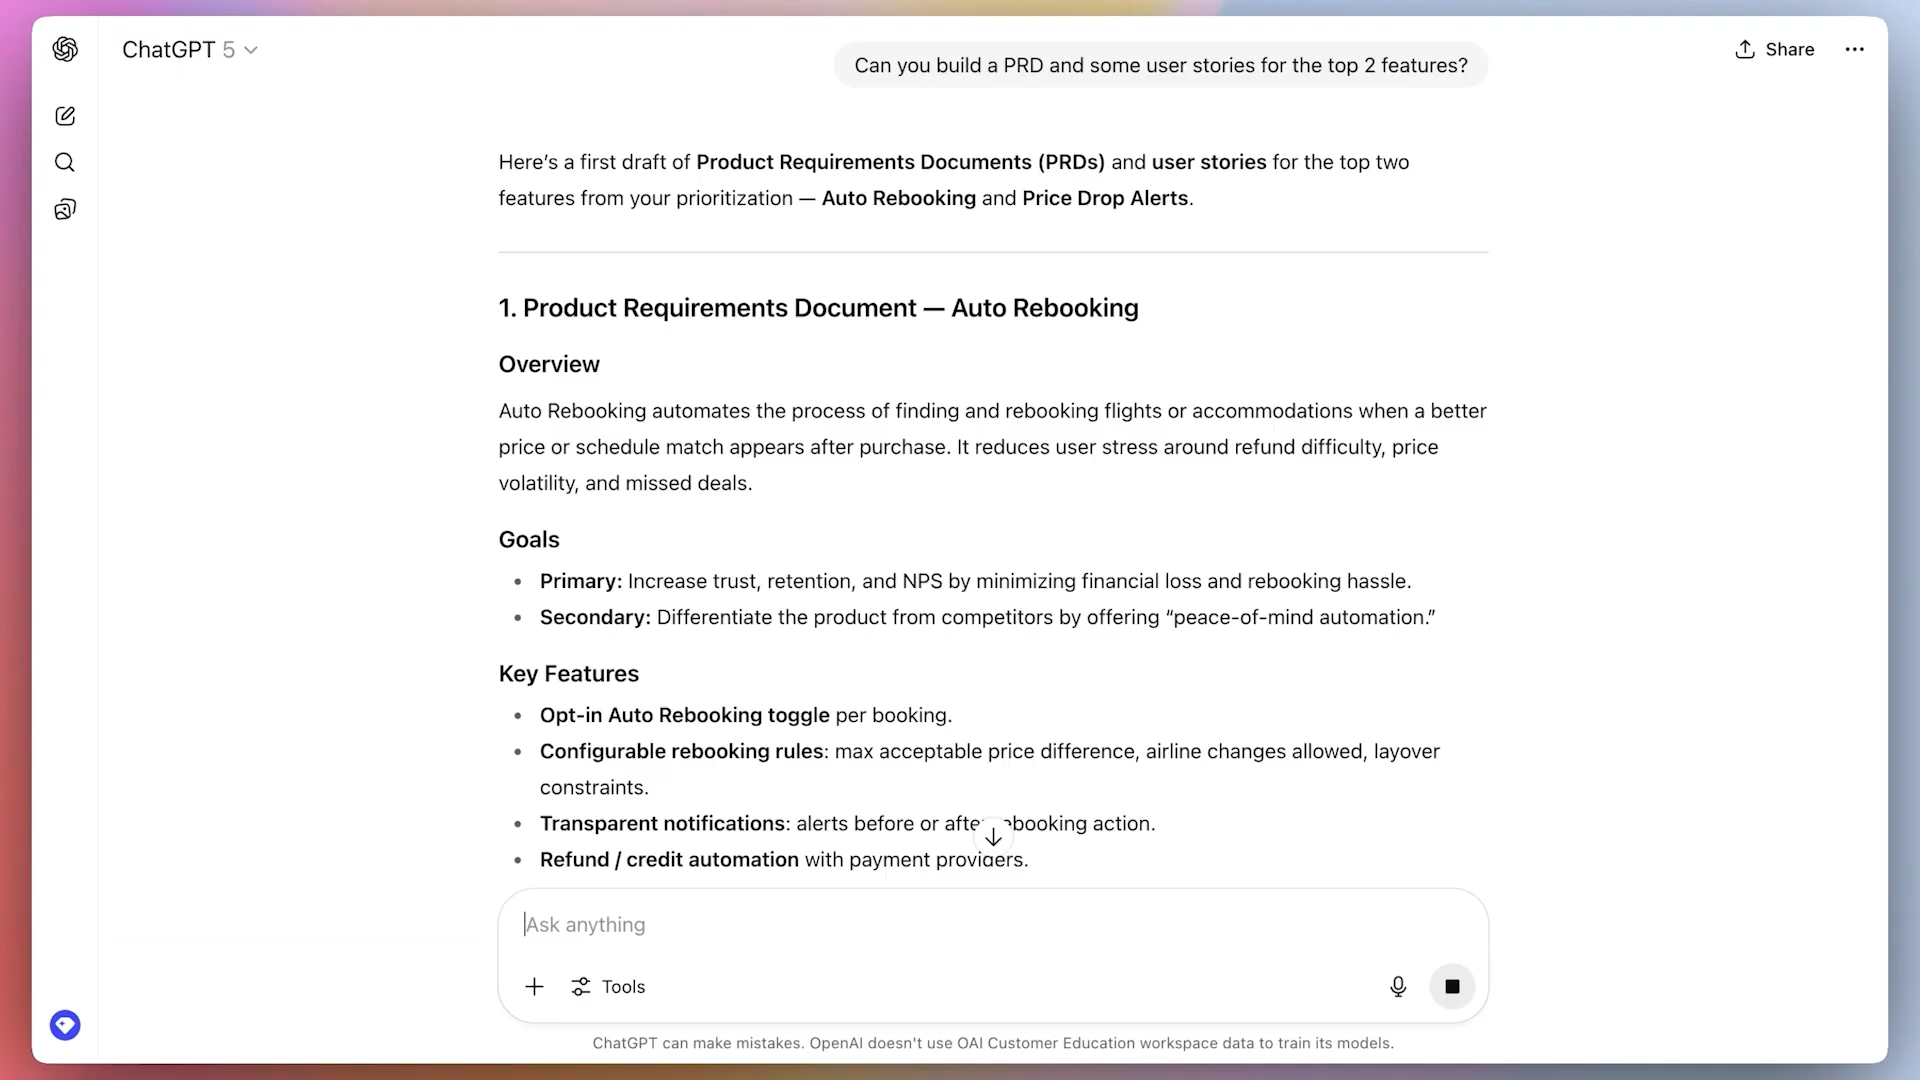 ChatGPT 5
Share
Can you build a PRD and some user stories for the top 2 features?
Here’s a first draft of Product Requirements Documents (PRDs) and user stories for the top two
features from your prioritization — Auto Rebooking and Price Drop Alerts.
1. Product Requirements Document — Auto Rebooking
Overview
Auto Rebooking automates the process of finding and rebooking flights or accommodations when a better
price or schedule match appears after purchase. It reduces user stress around refund difficulty, price
volatility, and missed deals.
Goals
• Primary: Increase trust, retention, and NPS by minimizing financial loss and rebooking hassle.
• Secondary: Differentiate the product from competitors by offering “peace-of-mind automation.”
Key Features
• Opt-in Auto Rebooking toggle per booking.
• Configurable rebooking rules: max acceptable price difference, airline changes allowed, layover
constraints.
• Transparent notifications: alerts before or after rebooking action.
• Refund / credit automation with payment providers.
Ask anything
Tools
ChatGPT can make mistakes. OpenAI doesn't use OAI Customer Education workspace data to train its models.